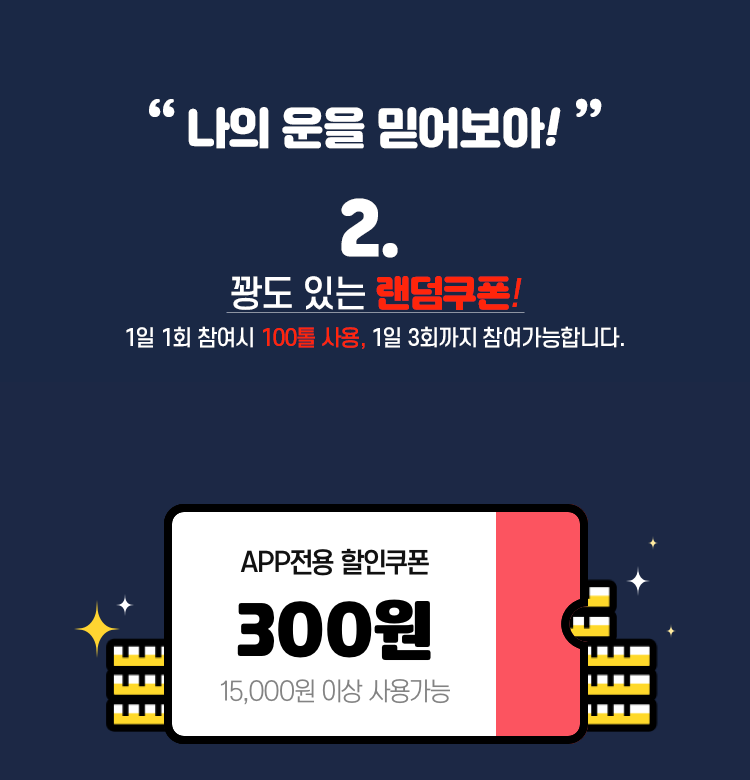 “ 나의 운을 믿어보아! ”
2.
꽝도 있는 랜덤쿠폰!
1일 1회 참여시 100톨 사용, 1일 3회까지 참여가능합니다.
APP전용 할인쿠폰
300원
15,000원 이상 사용가능